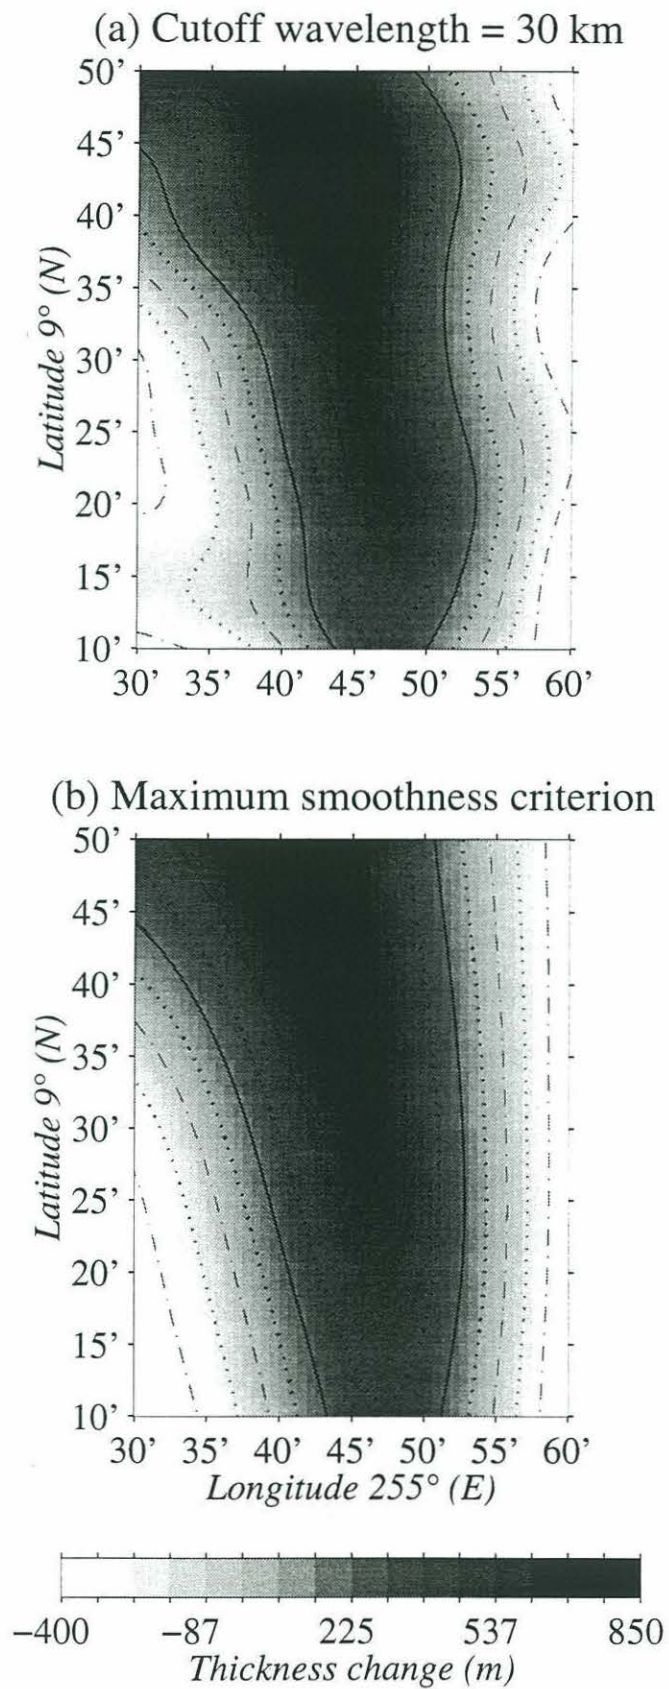 (a) Cutoff wavelength = 30 km
50'
45'
40'
35'
30'
25'
20'
15'
10'
Latitude 9° (N)
30' 35' 40' 45' 50' 55' 60'
(b) Maximum smoothness criterion
50'
45'
40'
35'
30'
25'
20'
15'
10'
Latitude 9° (N)
30' 35' 40' 45' 50' 55' 60'
Longitude 255° (E)
−400 −87 225 537 850
Thickness change (m)